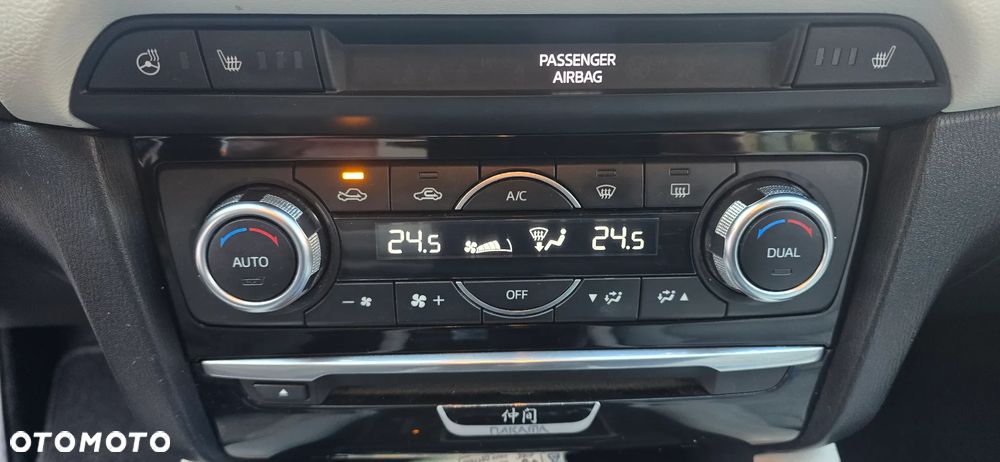 PASSENGER
AIRBAG
A/C
24.5 24.5
AUTO
DUAL
− + OFF ▼ ▲
仲间
NAKAMA
OTOMOTO